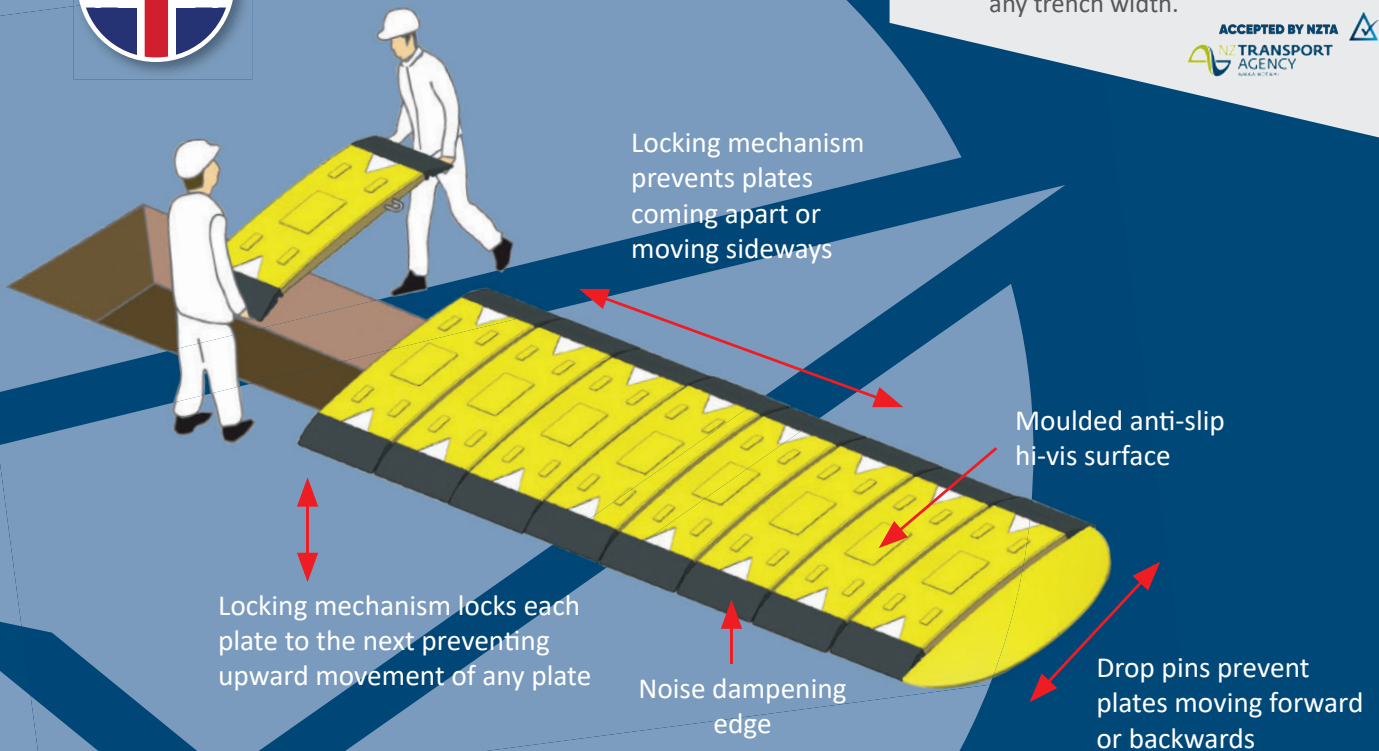 any trench width.
ACCEPTED BY NZTA
NZ TRANSPORT
AGENCY
Locking mechanism
prevents plates
coming apart or
moving sideways
Moulded anti-slip
hi-vis surface
Locking mechanism locks each
plate to the next preventing
upward movement of any plate
Noise dampening
edge
Drop pins prevent
plates moving forward
or backwards